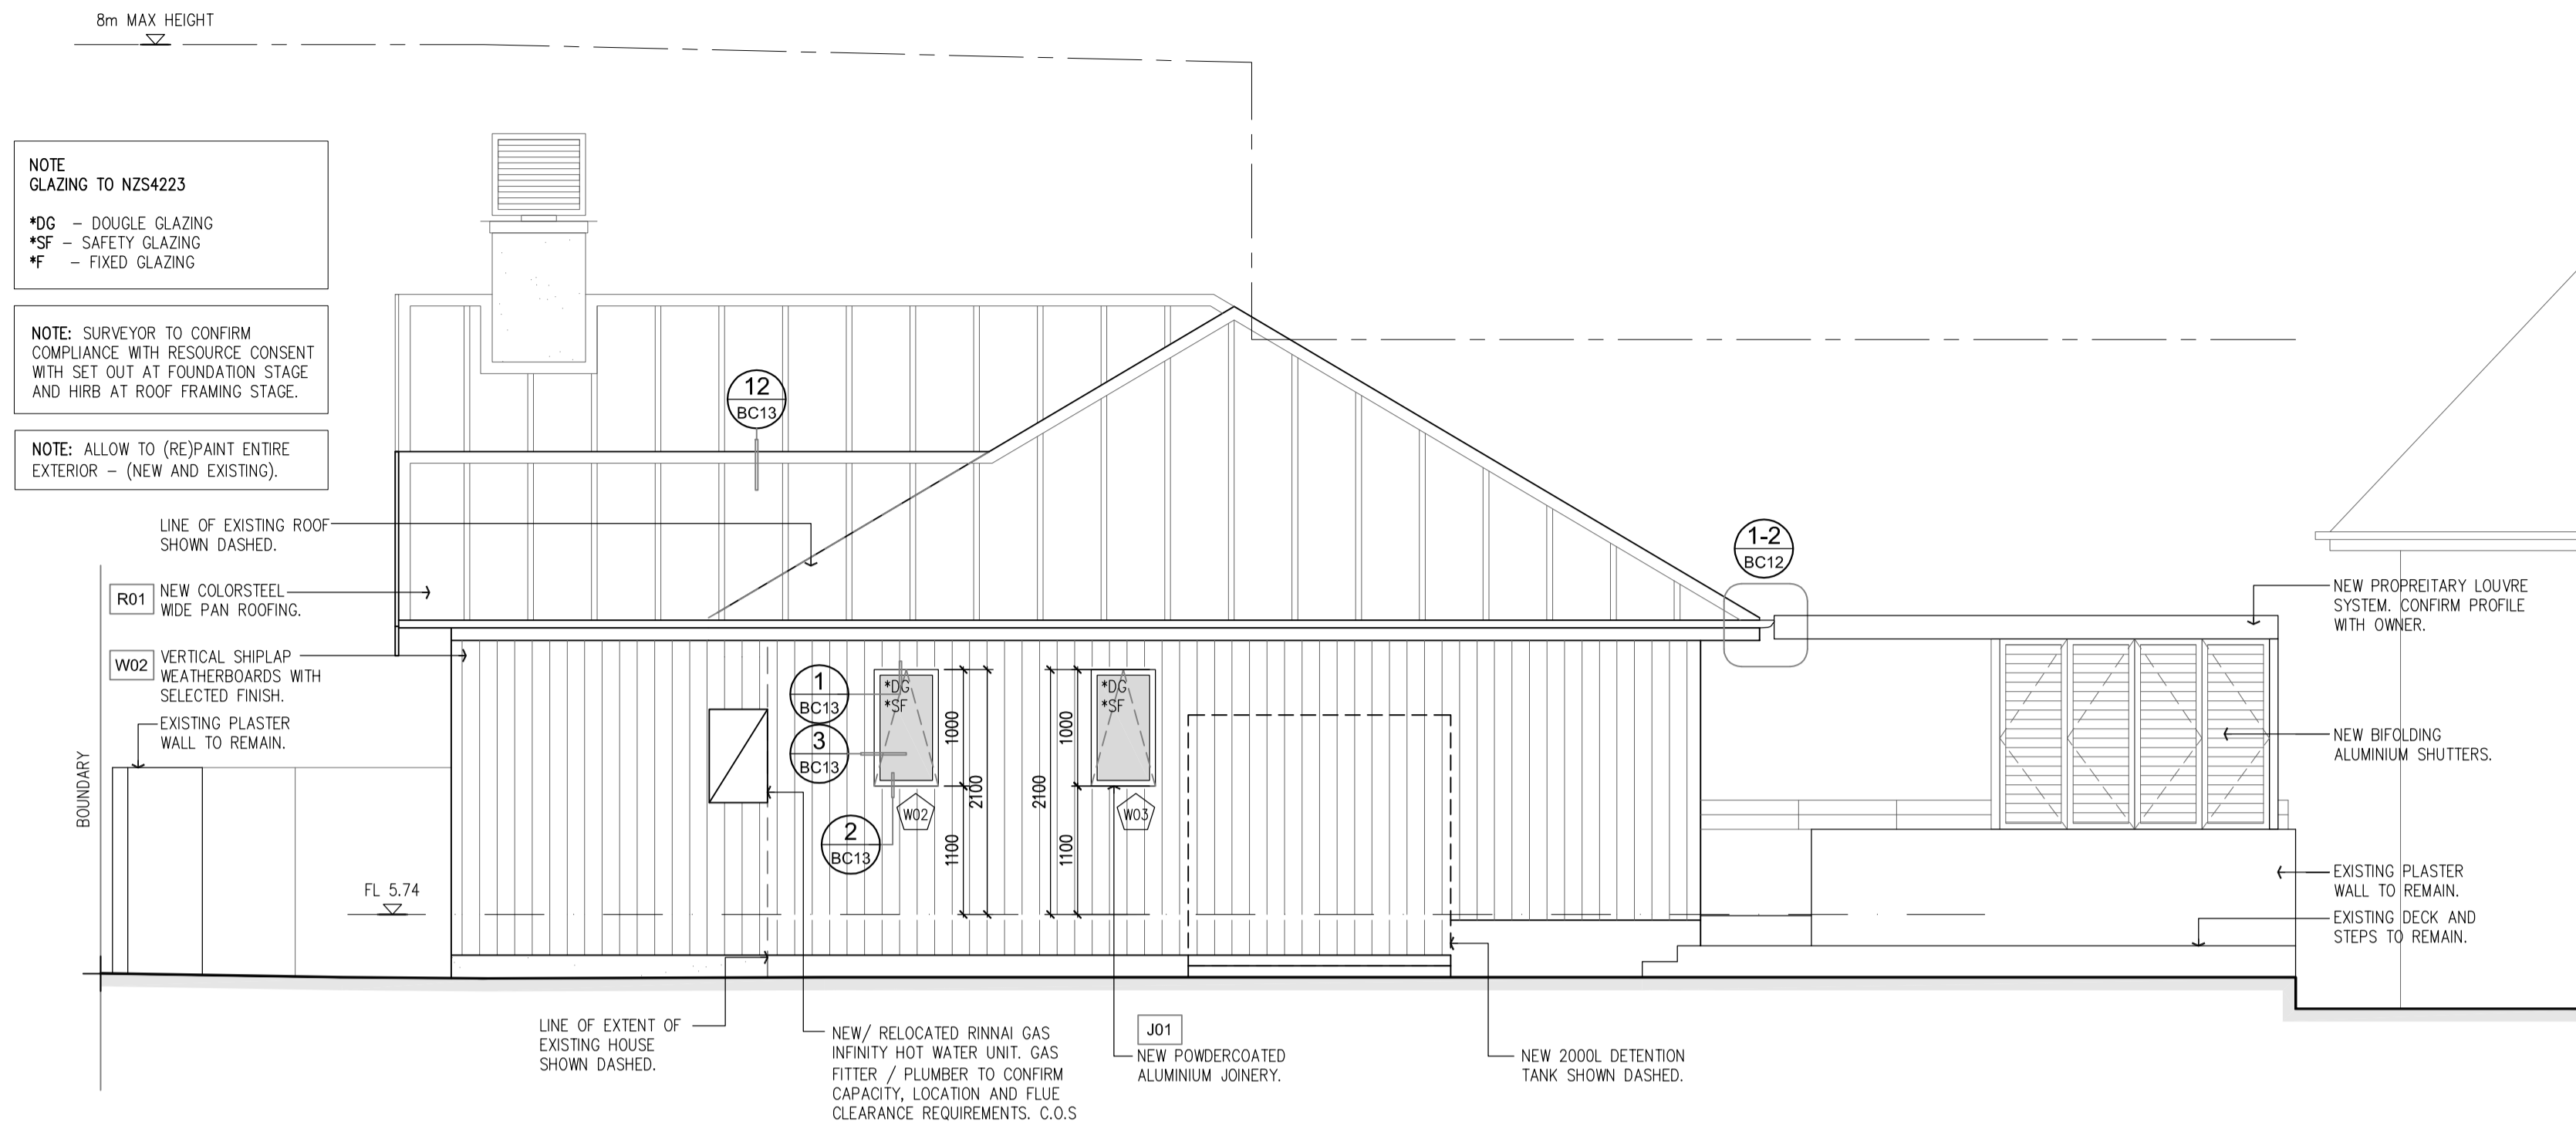 8m MAX HEIGHT
NOTE
GLAZING TO NZS4223
*DG – DOUGLE GLAZING
*SF – SAFETY GLAZING
*F – FIXED GLAZING
NOTE: SURVEYOR TO CONFIRM
COMPLIANCE WITH RESOURCE CONSENT
WITH SET OUT AT FOUNDATION STAGE
AND HIRB AT ROOF FRAMING STAGE.
NOTE: ALLOW TO (RE)PAINT ENTIRE
EXTERIOR – (NEW AND EXISTING).
12
BC13
LINE OF EXISTING ROOF
SHOWN DASHED.
1-2
BC12
R01
NEW COLORSTEEL
WIDE PAN ROOFING.
W02
VERTICAL SHIPLAP
WEATHERBOARDS WITH
SELECTED FINISH.
EXISTING PLASTER
WALL TO REMAIN.
BOUNDARY
FL 5.74
1
BC13
3
BC13
2
BC13
*DG
*SF
W02
1000
2100
1100
*DG
*SF
W03
2100
1000
1100
NEW PROPREITARY LOUVRE
SYSTEM. CONFIRM PROFILE
WITH OWNER.
NEW BIFOLDING
ALUMINIUM SHUTTERS.
EXISTING PLASTER
WALL TO REMAIN.
EXISTING DECK AND
STEPS TO REMAIN.
LINE OF EXTENT OF
EXISTING HOUSE
SHOWN DASHED.
NEW/ RELOCATED RINNAI GAS
INFINITY HOT WATER UNIT. GAS
FITTER / PLUMBER TO CONFIRM
CAPACITY, LOCATION AND FLUE
CLEARANCE REQUIREMENTS. C.O.S
J01
NEW POWDERCOATED
ALUMINIUM JOINERY.
NEW 2000L DETENTION
TANK SHOWN DASHED.